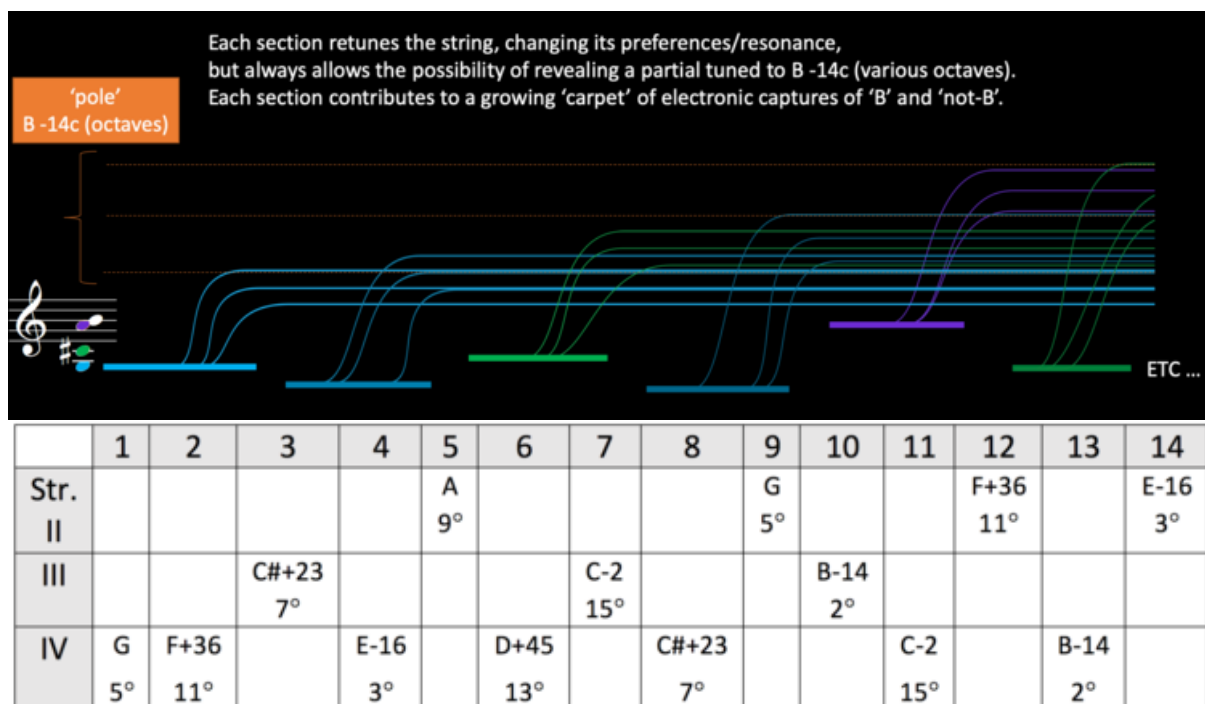 Each section retunes the string, changing its preferences/resonance,
but always allows the possibility of revealing a partial tuned to B -14c (various octaves).
Each section contributes to a growing ‘carpet’ of electronic captures of ‘B’ and ‘not-B’.
‘pole’
B -14c (octaves)
ETC ...
1 2 3 4 5 6 7 8 9 10 11 12 13 14
Str. A G F+36 E-16
II 9° 5° 11° 3°
III C#+23 C-2 B-14
7° 15° 2°
IV G F+36 E-16 D+45 C#+23 C-2 B-14
5° 11° 3° 13° 7° 15° 2°